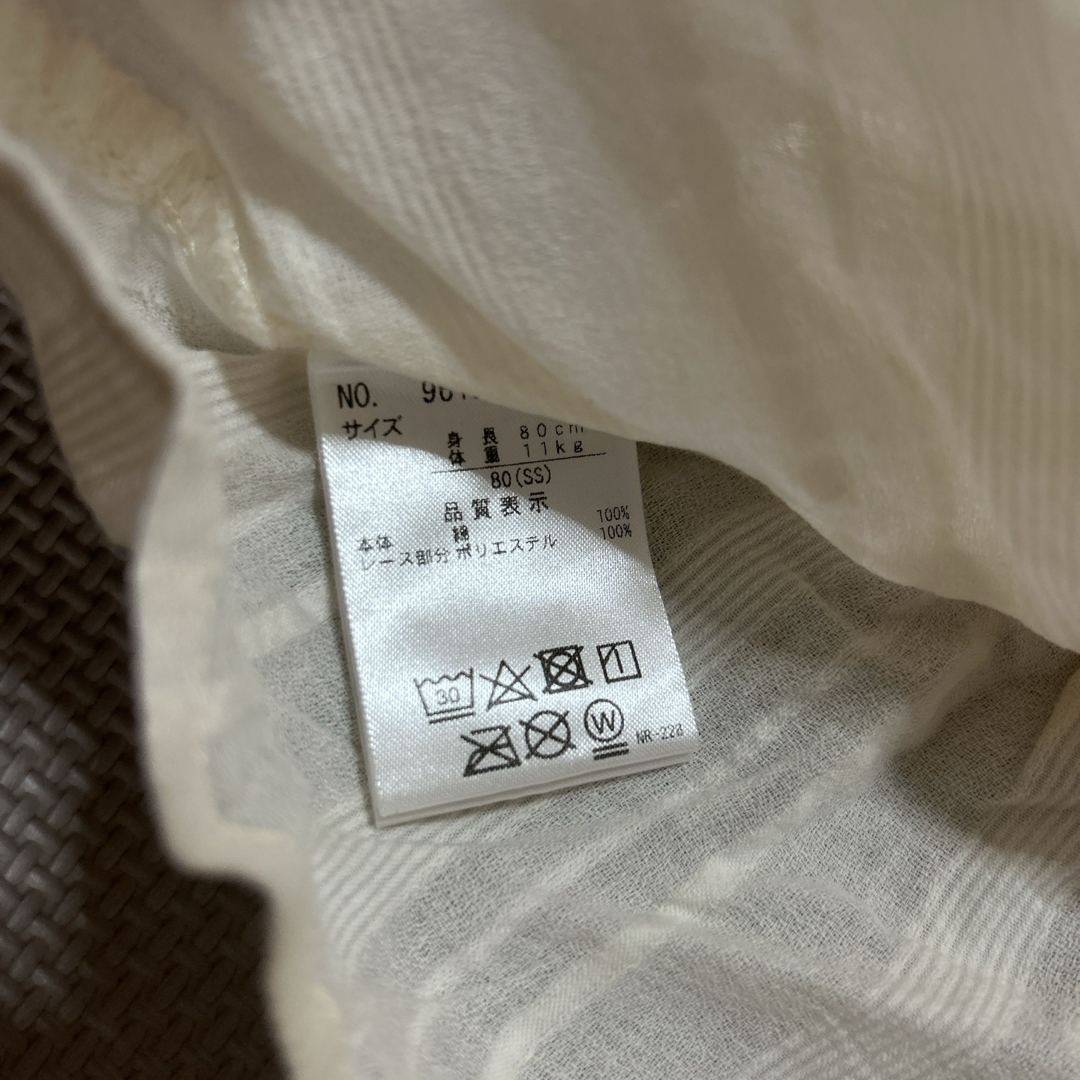 NO.
サイズ
身長 80cm
体重 11kg
80(SS)
品質表示
本体 綿 100%
レース部分 ポリエステル 100%
30
W
NR-223